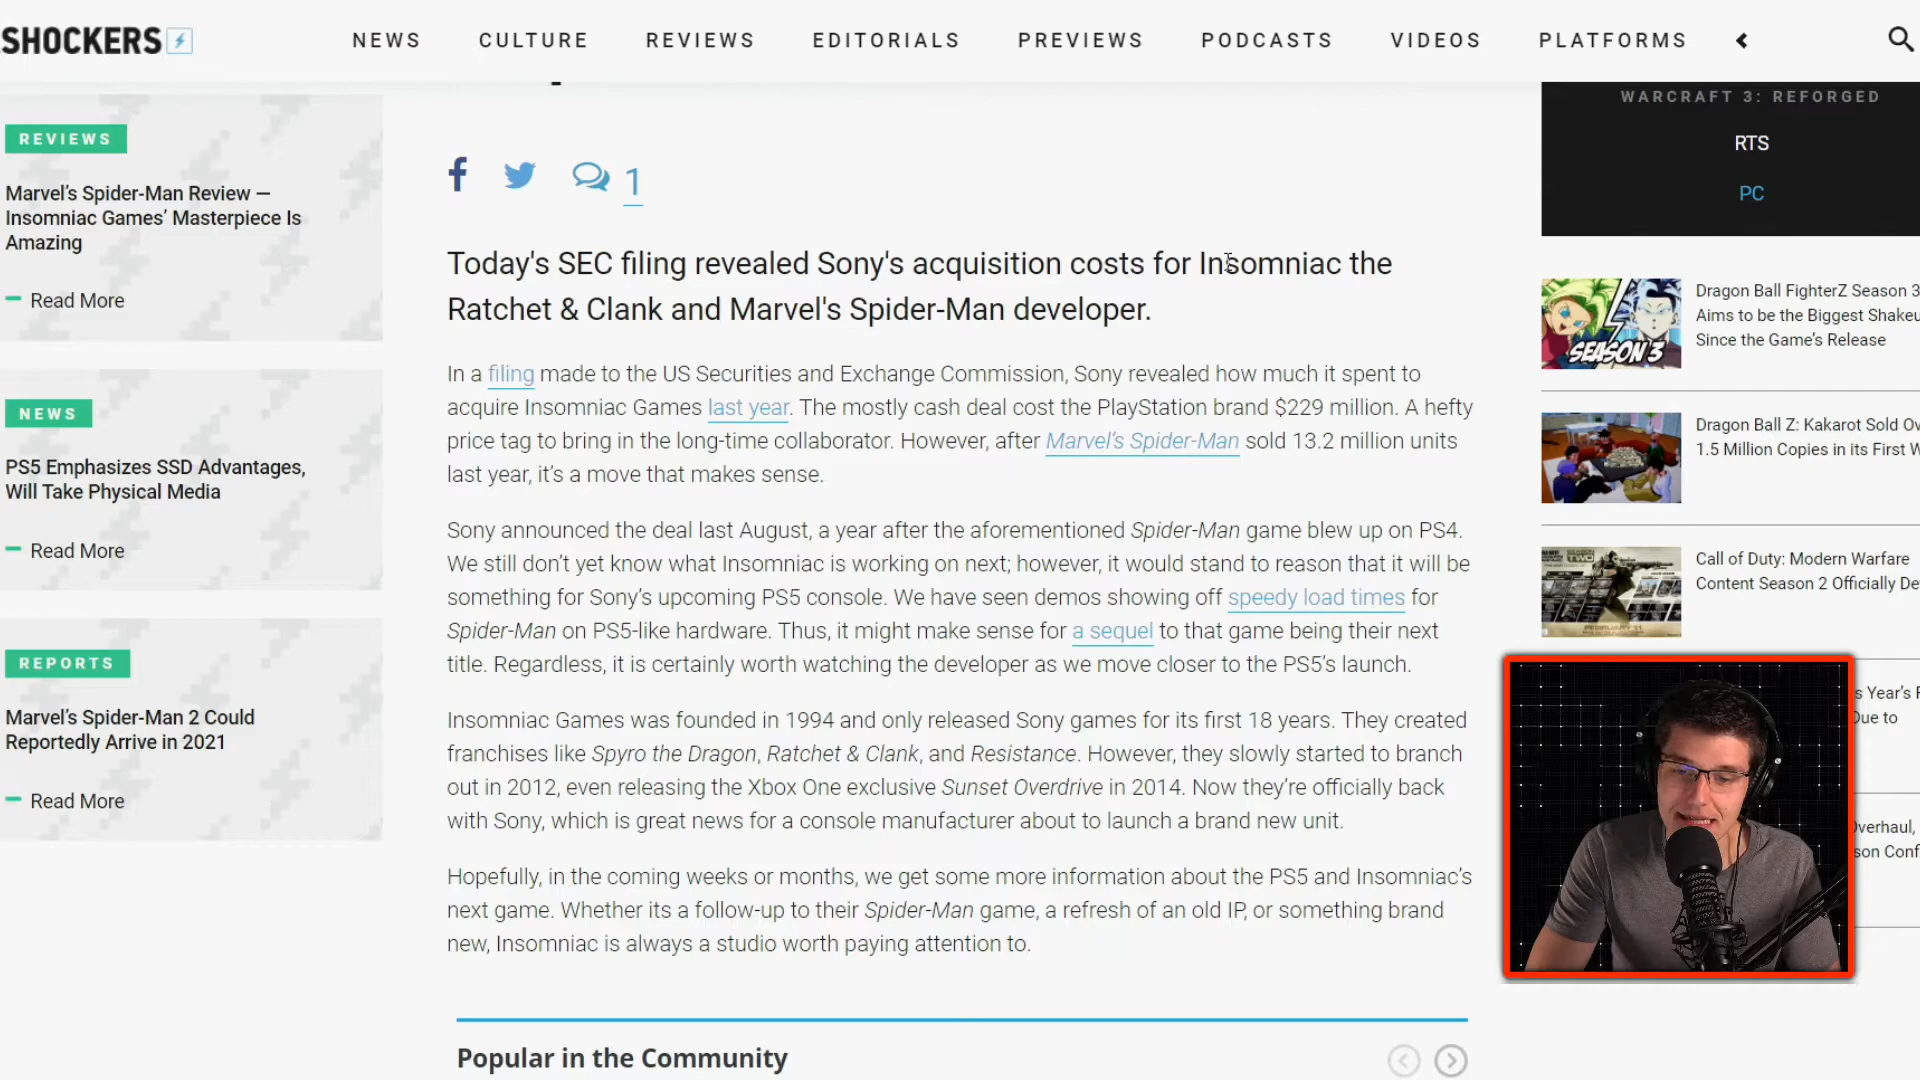 SHOCKERS
NEWS CULTURE REVIEWS EDITORIALS PREVIEWS PODCASTS VIDEOS PLATFORMS
REVIEWS
Marvel’s Spider-Man Review —
Insomniac Games’ Masterpiece Is
Amazing
Read More
NEWS
PS5 Emphasizes SSD Advantages,
Will Take Physical Media
Read More
REPORTS
Marvel’s Spider-Man 2 Could
Reportedly Arrive in 2021
Read More
1
Today's SEC filing revealed Sony's acquisition costs for Insomniac the
Ratchet & Clank and Marvel's Spider-Man developer.
In a filing made to the US Securities and Exchange Commission, Sony revealed how much it spent to
acquire Insomniac Games last year. The mostly cash deal cost the PlayStation brand $229 million. A hefty
price tag to bring in the long-time collaborator. However, after Marvel’s Spider-Man sold 13.2 million units
last year, it’s a move that makes sense.
Sony announced the deal last August, a year after the aforementioned Spider-Man game blew up on PS4.
We still don’t yet know what Insomniac is working on next; however, it would stand to reason that it will be
something for Sony’s upcoming PS5 console. We have seen demos showing off speedy load times for
Spider-Man on PS5-like hardware. Thus, it might make sense for a sequel to that game being their next
title. Regardless, it is certainly worth watching the developer as we move closer to the PS5’s launch.
Insomniac Games was founded in 1994 and only released Sony games for its first 18 years. They created
franchises like Spyro the Dragon, Ratchet & Clank, and Resistance. However, they slowly started to branch
out in 2012, even releasing the Xbox One exclusive Sunset Overdrive in 2014. Now they’re officially back
with Sony, which is great news for a console manufacturer about to launch a brand new unit.
Hopefully, in the coming weeks or months, we get some more information about the PS5 and Insomniac’s
next game. Whether its a follow-up to their Spider-Man game, a refresh of an old IP, or something brand
new, Insomniac is always a studio worth paying attention to.
Popular in the Community
WARCRAFT 3: REFORGED
RTS
PC
SEASON 3
Dragon Ball FighterZ Season 3
Aims to be the Biggest Shakeu
Since the Game’s Release
Dragon Ball Z: Kakarot Sold Ov
1.5 Million Copies in its First W
Call of Duty: Modern Warfare
Content Season 2 Officially De
s Year’s F
Due to
Overhaul,
son Conf